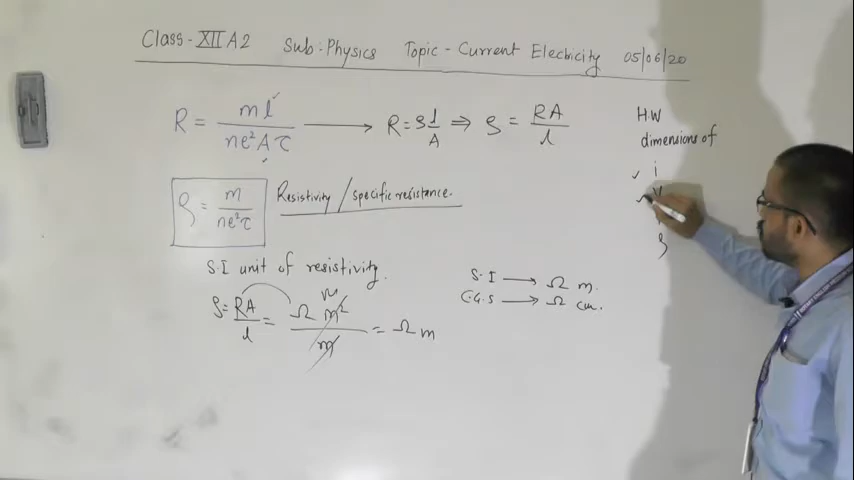 Class - XII A2 Sub: Physics Topic - Current Electricity 05/06/20
R = ml / ne²Aτ → R = ρ l/A ⇒ ρ = RA / l
H.W
dimensions of
i
V
ρ
ρ = m / ne²τ Resistivity / specific resistance.
S.I unit of resistivity.
ρ = RA / l = Ω m² / m = Ω m
S.I → Ω m.
C.G.S → Ω cm.